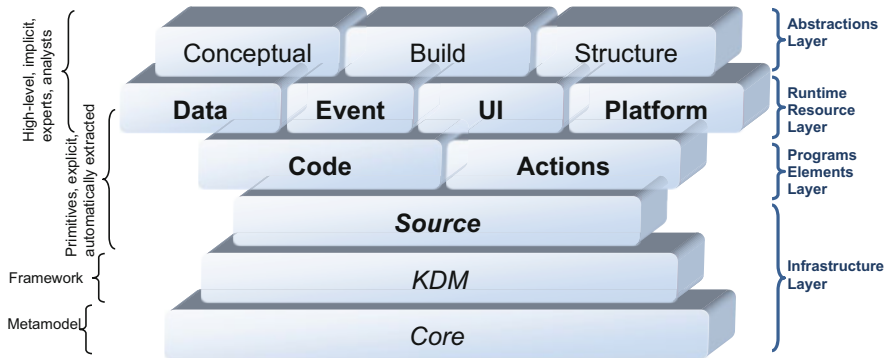 High-level, implicit,
experts, analysts
Primitives, explicit,
automatically extracted
Framework
Metamodel
Conceptual
Build
Structure
Data
Event
UI
Platform
Code
Actions
Source
KDM
Core
Abstractions
Layer
Runtime
Resource
Layer
Programs
Elements
Layer
Infrastructure
Layer